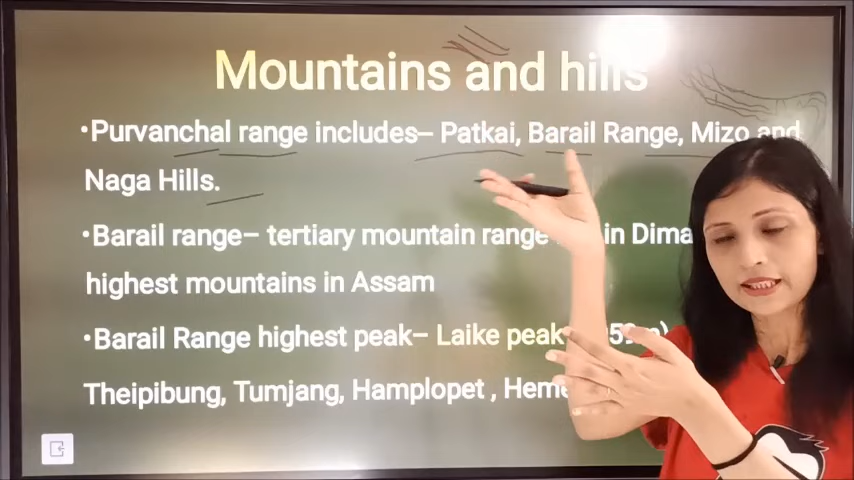 Mountains and hills
•Purvanchal range includes– Patkai, Barail Range, Mizo and
Naga Hills.
•Barail range– tertiary mountain range in Dima
highest mountains in Assam
•Barail Range highest peak– Laike peak
Theipibung, Tumjang, Hamplopet ,